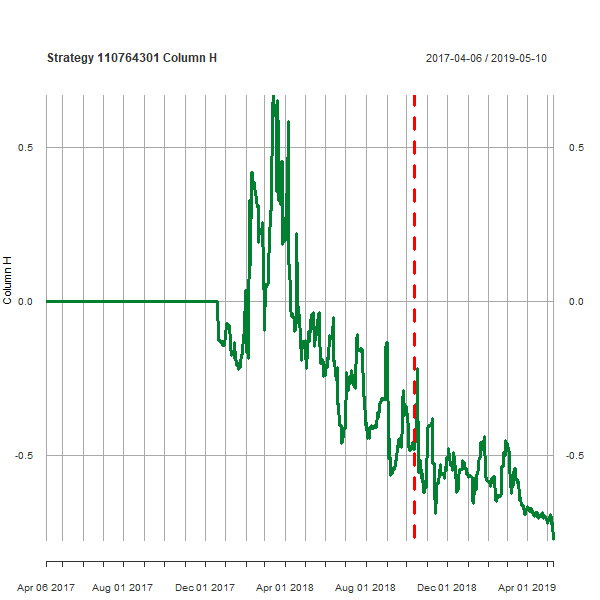 Strategy 110764301 Column H
2017-04-06 / 2019-05-10
0.5
0.5
Column H
0.0
0.0
-0.5
-0.5
Apr 06 2017
Aug 01 2017
Dec 01 2017
Apr 01 2018
Aug 01 2018
Dec 01 2018
Apr 01 2019